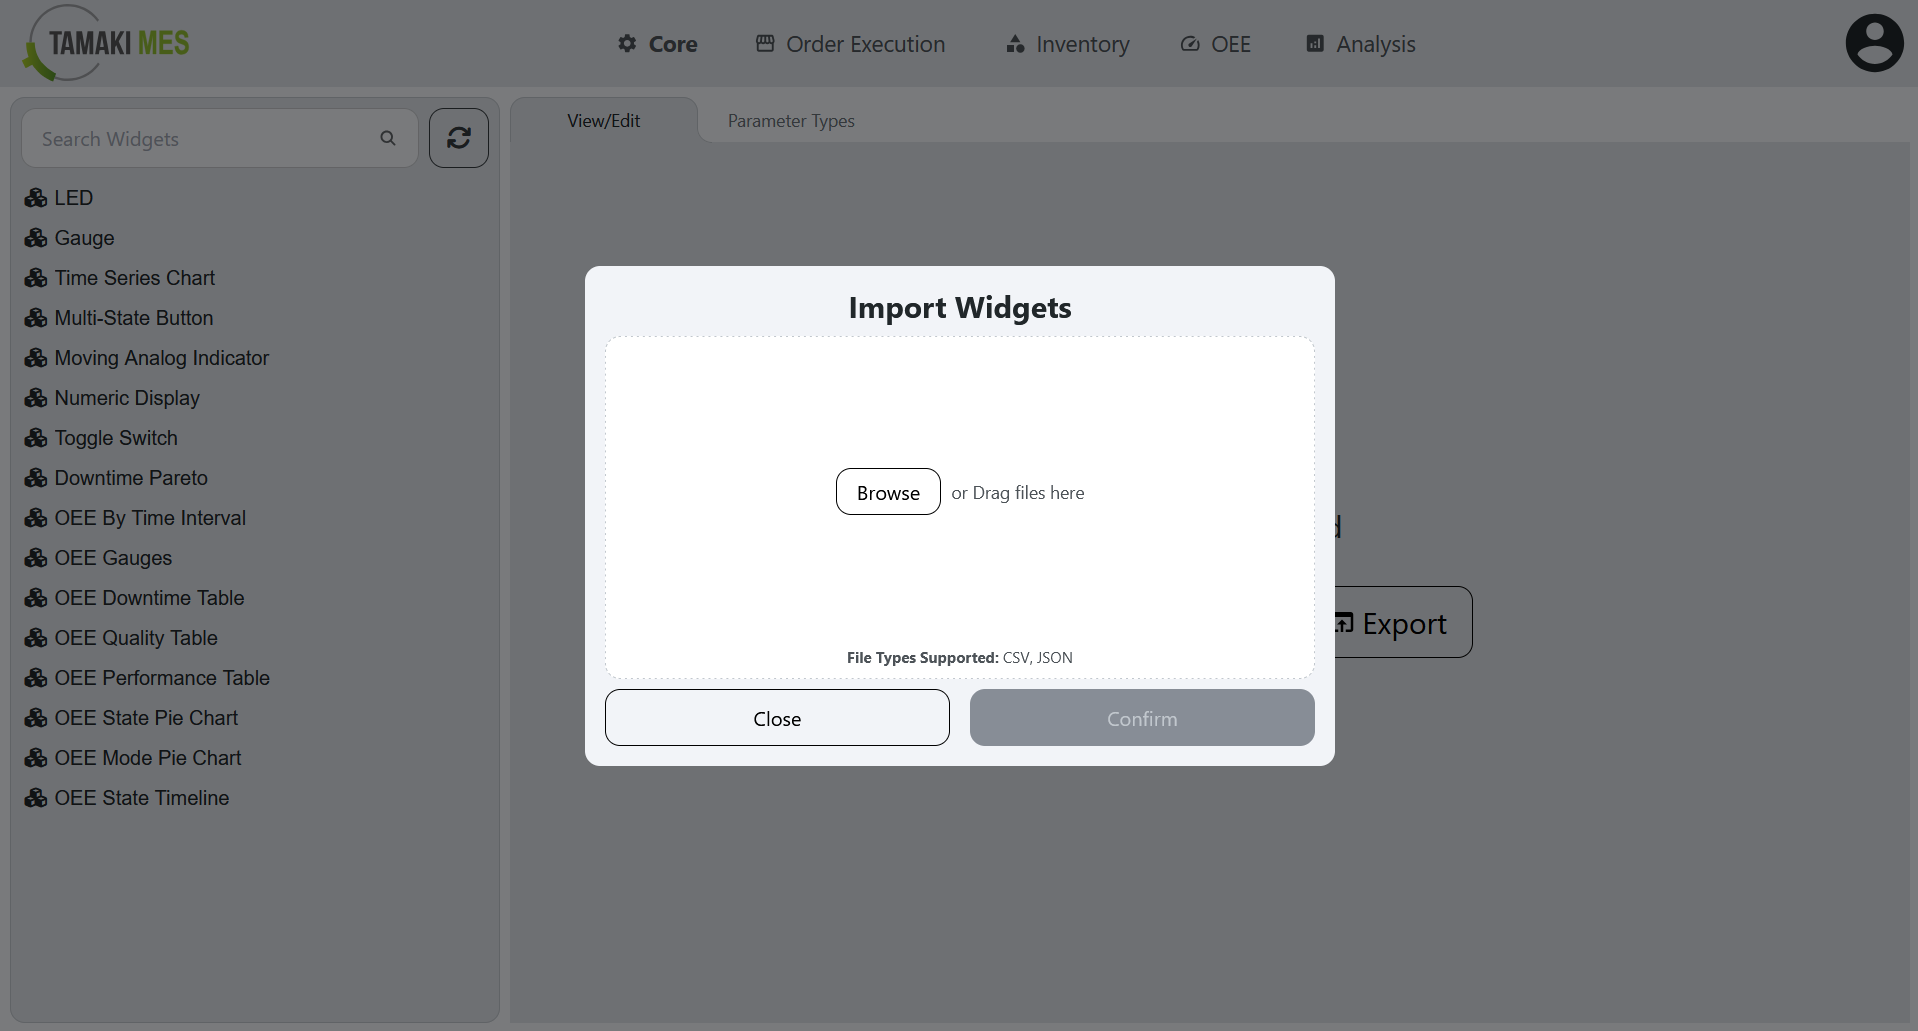 TAMAKI MES
Core
Order Execution
Inventory
OEE
Analysis
Search Widgets
LED
Gauge
Time Series Chart
Multi-State Button
Moving Analog Indicator
Numeric Display
Toggle Switch
Downtime Pareto
OEE By Time Interval
OEE Gauges
OEE Downtime Table
OEE Quality Table
OEE Performance Table
OEE State Pie Chart
OEE Mode Pie Chart
OEE State Timeline
View/Edit
Parameter Types
Import Widgets
Browse or Drag files here
File Types Supported: CSV, JSON
Close
Confirm
Export